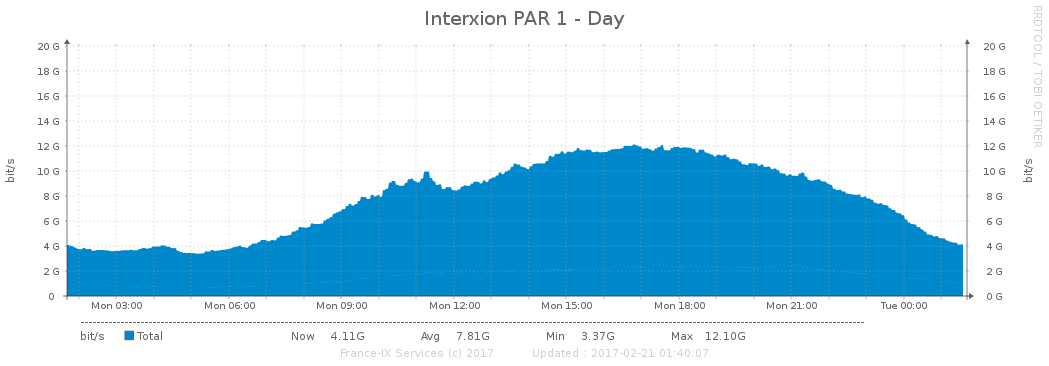 Interxion PAR 1 - Day
RRDTOOL / TOBI OETIKER
20 G 20 G
18 G 18 G
16 G 16 G
14 G 14 G
12 G 12 G
10 G 10 G
8 G 8 G
6 G 6 G
4 G 4 G
2 G 2 G
0 0 G
bit/s
bit/s
Mon 03:00 Mon 06:00 Mon 09:00 Mon 12:00 Mon 15:00 Mon 18:00 Mon 21:00 Tue 00:00
bit/s Total Now 4.11G Avg 7.81G Min 3.37G Max 12.10G
France-IX Services (c) 2017 Updated : 2017-02-21 01:40:07